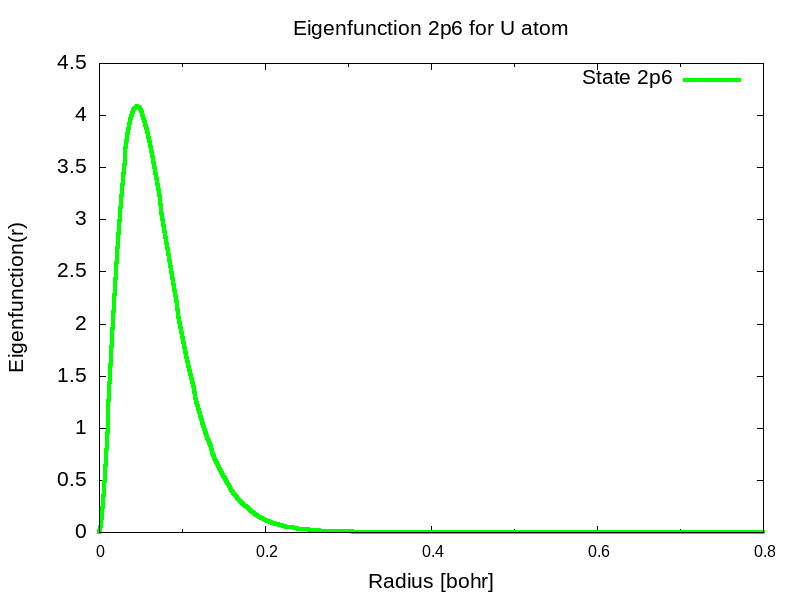 Eigenfunction 2p6 for U atom
State 2p6
4.5
4
3.5
3
2.5
2
1.5
1
0.5
0
Eigenfunction(r)
0 0.2 0.4 0.6 0.8
Radius [bohr]